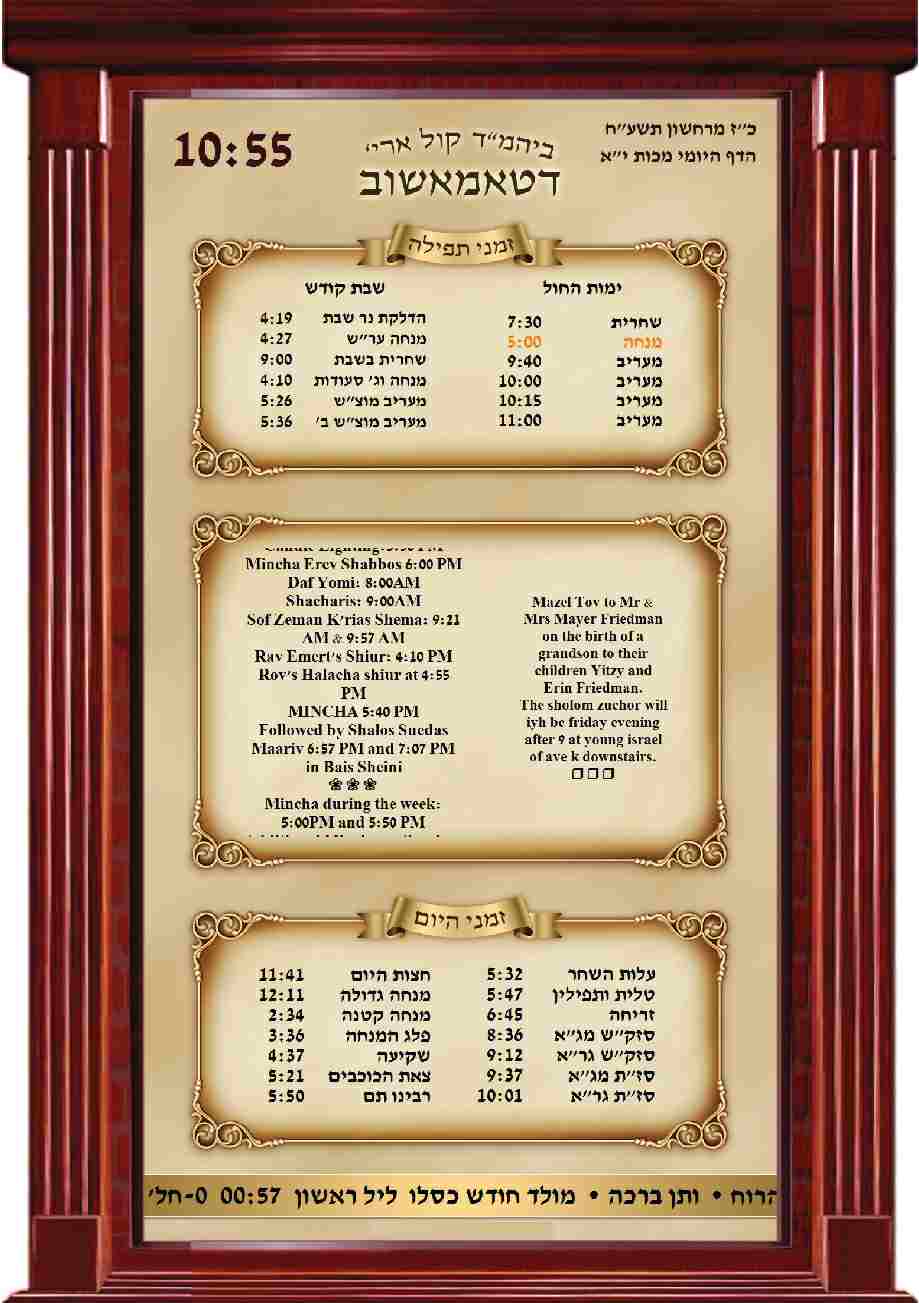 כ״ז מרחשון תשע״ח
הדף היומי מכות י״א
ביהמ״ד קול ארי׳
דטאמאשוב
10:55
זמני תפילה
ימות החול
שחרית 7:30
מנחה 5:00
מעריב 9:40
מעריב 10:00
מעריב 10:15
מעריב 11:00
שבת קודש
הדלקת נר שבת 4:19
מנחה ער״ש 4:27
שחרית בשבת 9:00
מנחה וג׳ סעודות 4:10
מעריב מוצ״ש 5:26
מעריב מוצ״ש ב׳ 5:36
Mincha Erev Shabbos 6:00 PM
Daf Yomi: 8:00AM
Shacharis: 9:00AM
Sof Zeman K'rias Shema: 9:21
AM & 9:57 AM
Rav Emert's Shiur: 4:10 PM
Rov's Halacha shiur at 4:55
PM
MINCHA 5:40 PM
Followed by Shalos Suedas
Maariv 6:57 PM and 7:07 PM
in Bais Sheini
❀❀❀
Mincha during the week:
5:00PM and 5:50 PM
Mazel Tov to Mr &
Mrs Mayer Friedman
on the birth of a
grandson to their
children Yitzy and
Erin Friedman.
The sholom zuchor will
iyh be friday evening
after 9 at young israel
of ave k downstairs.
זמני היום
עלות השחר 5:32
טלית ותפילין 5:47
זריחה 6:45
סזק״ש מג״א 8:36
סזק״ש גר״א 9:12
סז״ת מג״א 9:37
סז״ת גר״א 10:01
חצות היום 11:41
מנחה גדולה 12:11
מנחה קטנה 2:34
פלג המנחה 3:36
שקיעה 4:37
צאת הכוכבים 5:21
רבינו תם 5:50
הרוח • ותן ברכה • מולד חודש כסלו ליל ראשון 00:57 0-חל׳